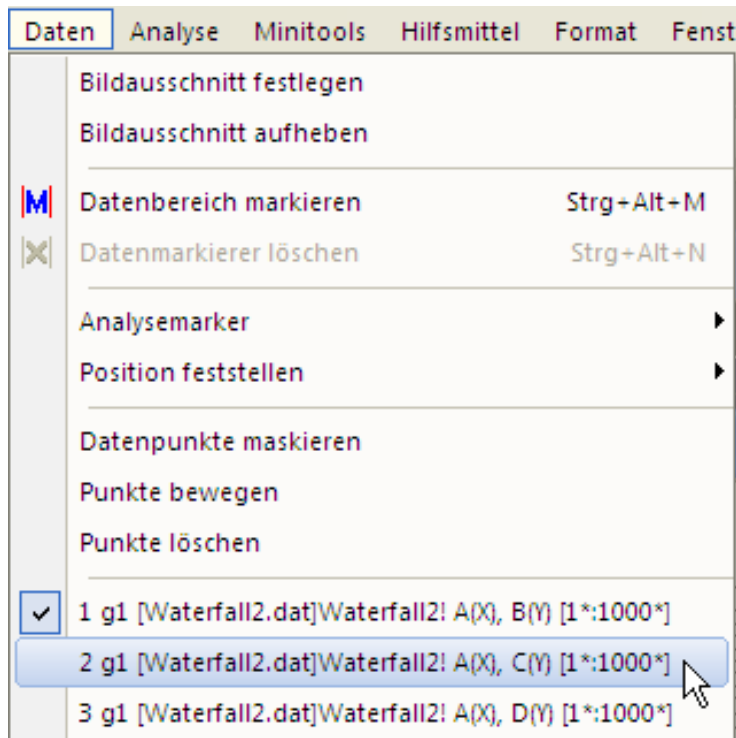 Daten Analyse Minitools Hilfsmittel Format Fenst
Bildausschnitt festlegen
Bildausschnitt aufheben
M Datenbereich markieren Strg+Alt+M
Datenmarkierer löschen Strg+Alt+N
Analysemarker
Position feststellen
Datenpunkte maskieren
Punkte bewegen
Punkte löschen
1 g1 [Waterfall2.dat]Waterfall2! A(X), B(Y) [1*:1000*]
2 g1 [Waterfall2.dat]Waterfall2! A(X), C(Y) [1*:1000*]
3 g1 [Waterfall2.dat]Waterfall2! A(X), D(Y) [1*:1000*]